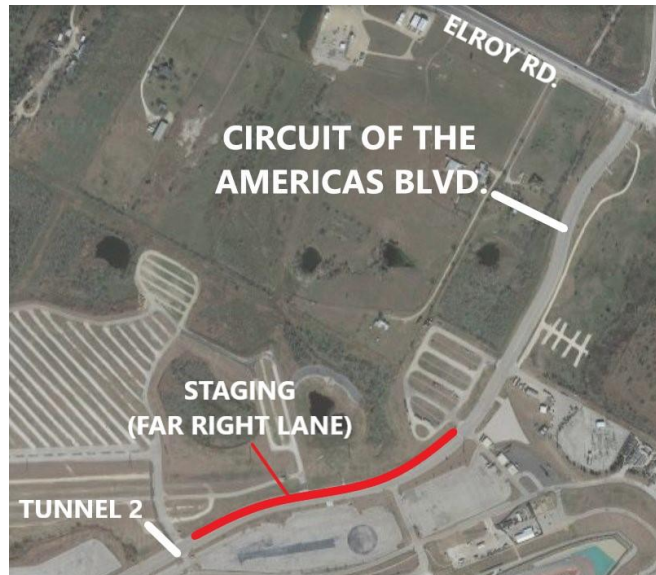 ELROY RD.
CIRCUIT OF THE
AMERICAS BLVD.
STAGING
(FAR RIGHT LANE)
TUNNEL 2